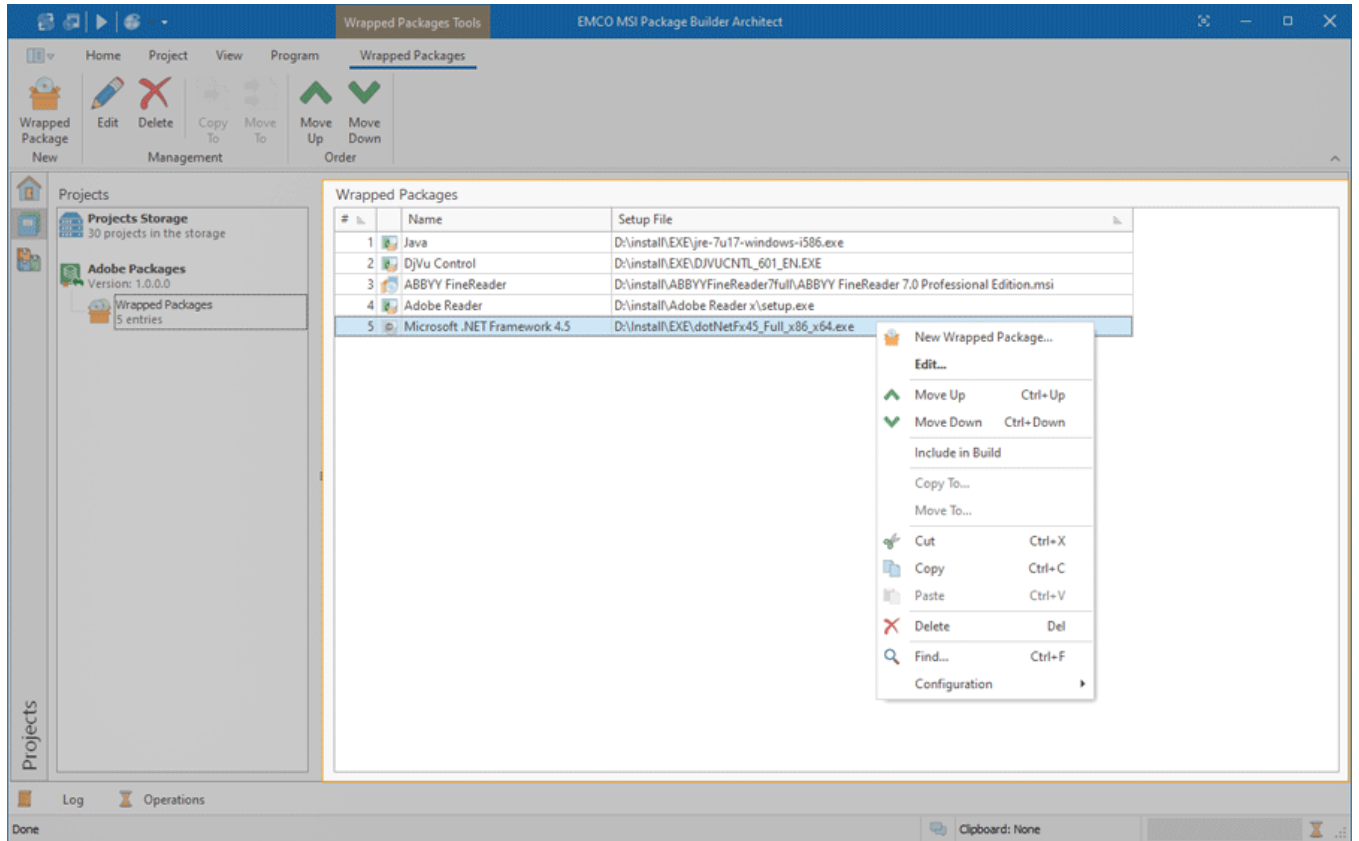 Wrapped Packages Tools
EMCO MSI Package Builder Architect
Home Project View Program Wrapped Packages
Wrapped Package
Edit
Delete
Copy To
Move To
Move Up
Move Down
New
Management
Order
Projects
Projects
Projects Storage
30 projects in the storage
Adobe Packages
Version: 1.0.0.0
Wrapped Packages
5 entries
Wrapped Packages
# Name Setup File
1 Java D:\install\EXE\jre-7u17-windows-i586.exe
2 DjVu Control D:\install\EXE\DJVUCNTL_601_EN.EXE
3 ABBYY FineReader D:\install\ABBYYFineReader7full\ABBYY FineReader 7.0 Professional Edition.msi
4 Adobe Reader D:\install\Adobe Reader x\setup.exe
5 Microsoft .NET Framework 4.5 D:\Install\EXE\dotNetFx45_Full_x86_x64.exe
New Wrapped Package...
Edit...
Move Up Ctrl+Up
Move Down Ctrl+Down
Include in Build
Copy To...
Move To...
Cut Ctrl+X
Copy Ctrl+C
Paste Ctrl+V
Delete Del
Find... Ctrl+F
Configuration
Log Operations
Done
Clipboard: None